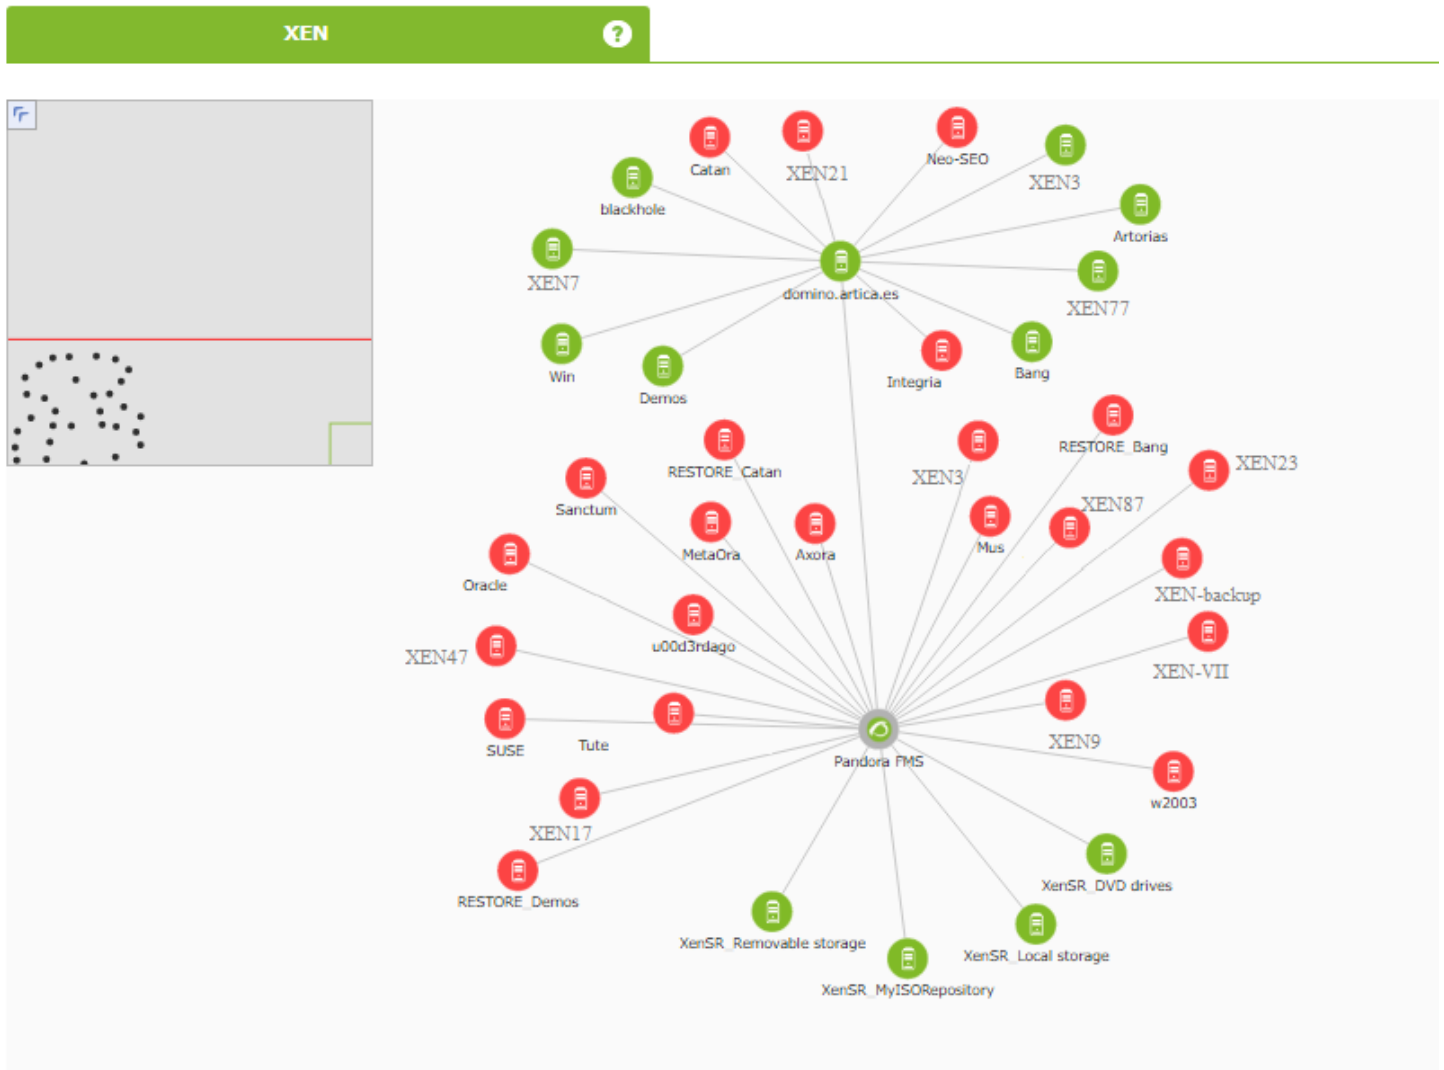 XEN
?
Catan
XEN21
Neo-SEO
XEN3
blackhole
Artorias
XEN7
domino.artica.es
XEN77
Win
Demos
Integria
Bang
RESTORE_Catan
XEN3
RESTORE_Bang
XEN23
Sanctum
XEN87
MetaOra
Axora
Mus
Oracle
XEN-backup
u00d3rdago
XEN47
XEN-VII
SUSE
Tute
XEN9
Pandora FMS
w2003
XEN17
RESTORE_Demos
XenSR_DVD drives
XenSR_Removable storage
XenSR_Local storage
XenSR_MyISORepository